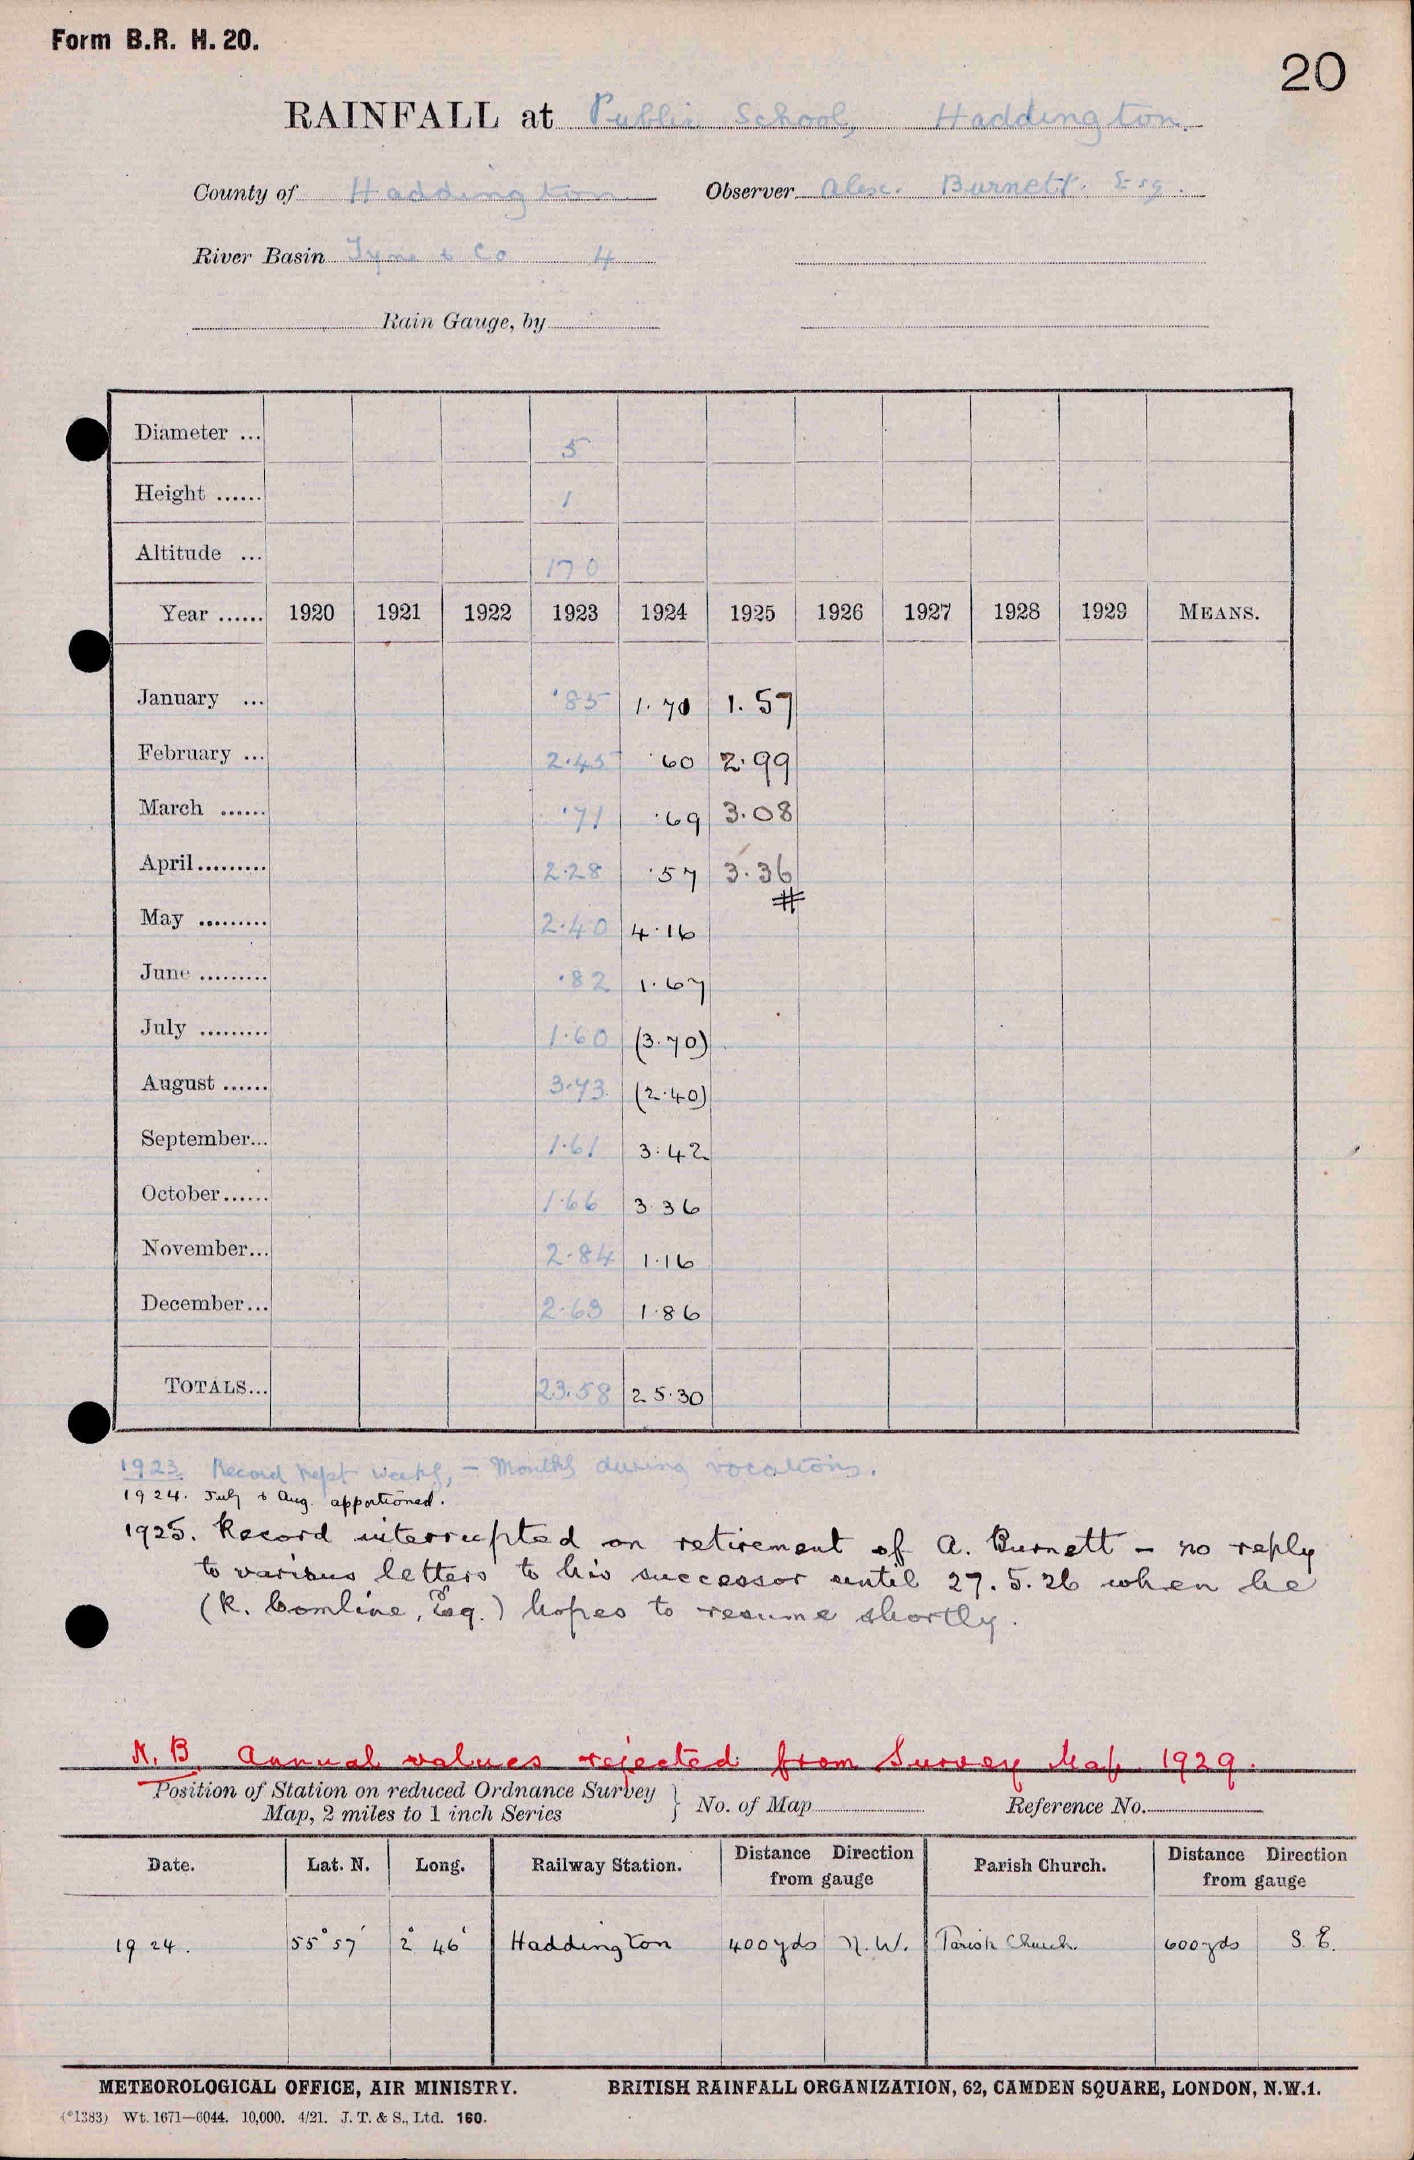 Form B.R. H. 20.
20
RAINFALL at Public School, Haddington.
County of Haddington Observer Alex. Burnett. Esq.
River Basin Tyne & Co 4
Rain Gauge, by
Diameter ... 5
Height ...... 1
Altitude ... 170
Year ...... 1920 1921 1922 1923 1924 1925 1926 1927 1928 1929 MEANS.
January ... ·85 1.70 1.57
February ... 2.45 ·60 2.99
March ...... ·71 ·69 3.08
April......... 2.28 ·57 3.36
#
May ......... 2.40 4.16
June ......... ·82 1.67
July ......... 1.60 (3.70)
August ...... 3.73 (2.40)
September... 1.61 3.42
October...... 1.66 3.36
November... 2.84 1.16
December... 2.63 1.86
TOTALS... 23.58 25.30
1923. Record kept weekly, – Monthly during vacations.
1924. July & Aug. apportioned.
1925. Record interrupted on retirement of A. Burnett – no reply
to various letters to his successor until 27.5.26 when he
(R. Comline, Esq.) hopes to resume shortly.
N.B. Annual values rejected from Survey Map 1929.
Position of Station on reduced Ordnance Survey
Map, 2 miles to 1 inch Series } No. of Map Reference No.
Date. Lat. N. Long. Railway Station. Distance Direction from gauge Parish Church. Distance Direction from gauge
1924. 55° 57' 2° 46' Haddington 400yds N.W. Parish Church. 600yds S.E.
METEOROLOGICAL OFFICE, AIR MINISTRY. BRITISH RAINFALL ORGANIZATION, 62, CAMDEN SQUARE, LONDON, N.W.1.
(*1383) Wt. 1671—6044. 10,000. 4/21. J. T. & S., Ltd. 160.